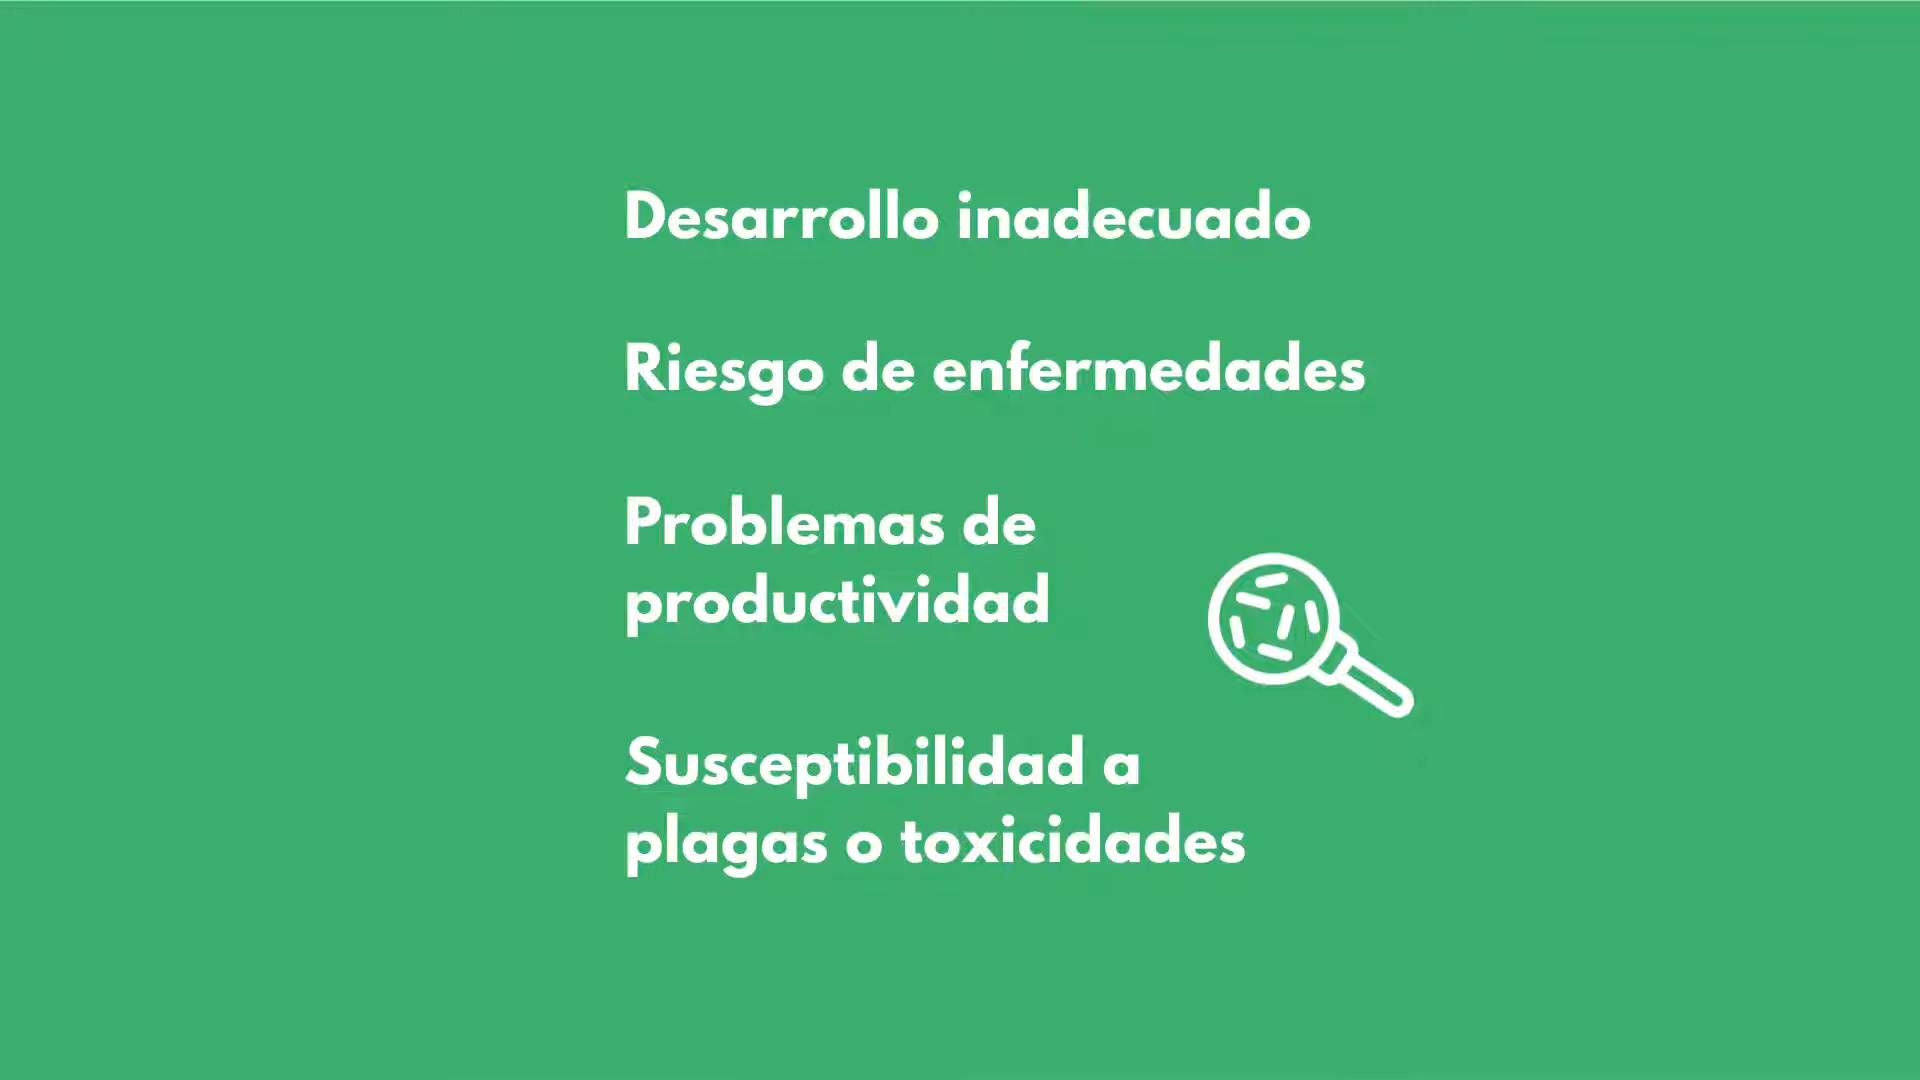 Desarrollo inadecuado
Riesgo de enfermedades
Problemas de
productividad
Susceptibilidad a
plagas o toxicidades